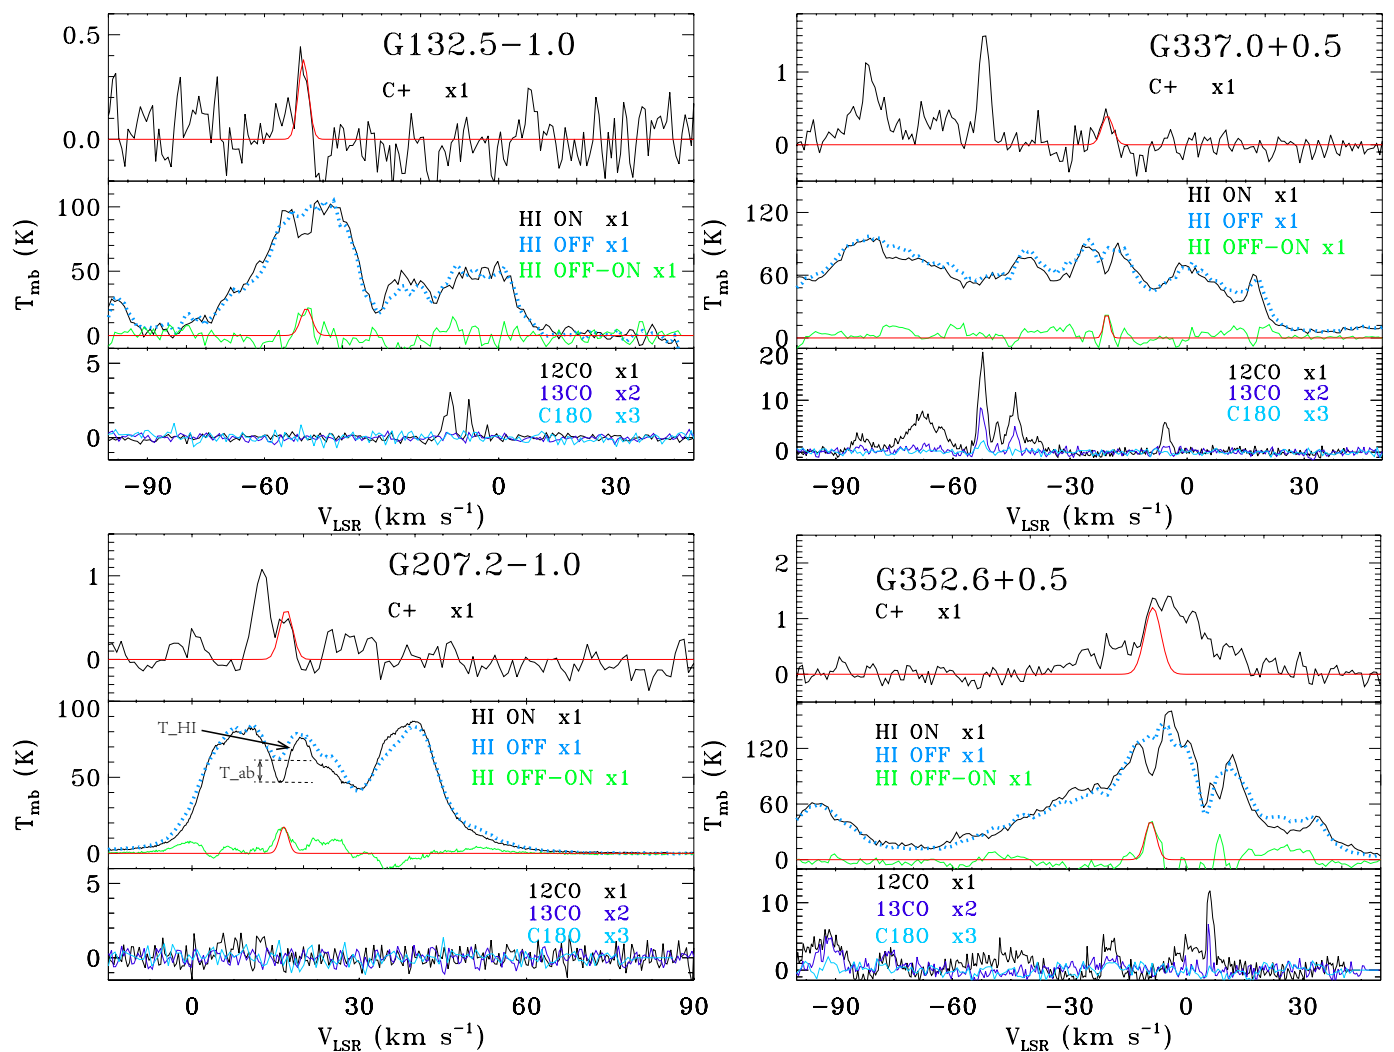 G132.5−1.0
C+ x1
0.5
0.0
HI ON x1
HI OFF x1
HI OFF−ON x1
100
50
0
T_mb (K)
12CO x1
13CO x2
C18O x3
5
0
−90 −60 −30 0 30
V_LSR (km s⁻¹)
G337.0+0.5
C+ x1
1
0
HI ON x1
HI OFF x1
HI OFF−ON x1
120
60
0
T_mb (K)
12CO x1
13CO x2
C18O x3
20
10
0
−90 −60 −30 0 30
V_LSR (km s⁻¹)
G207.2−1.0
C+ x1
1
0
T_HI
T_ab
HI ON x1
HI OFF x1
HI OFF−ON x1
100
50
0
T_mb (K)
12CO x1
13CO x2
C18O x3
5
0
0 30 60 90
V_LSR (km s⁻¹)
G352.6+0.5
C+ x1
2
1
0
HI ON x1
HI OFF x1
HI OFF−ON x1
120
60
0
T_mb (K)
12CO x1
13CO x2
C18O x3
10
0
−90 −60 −30 0 30
V_LSR (km s⁻¹)